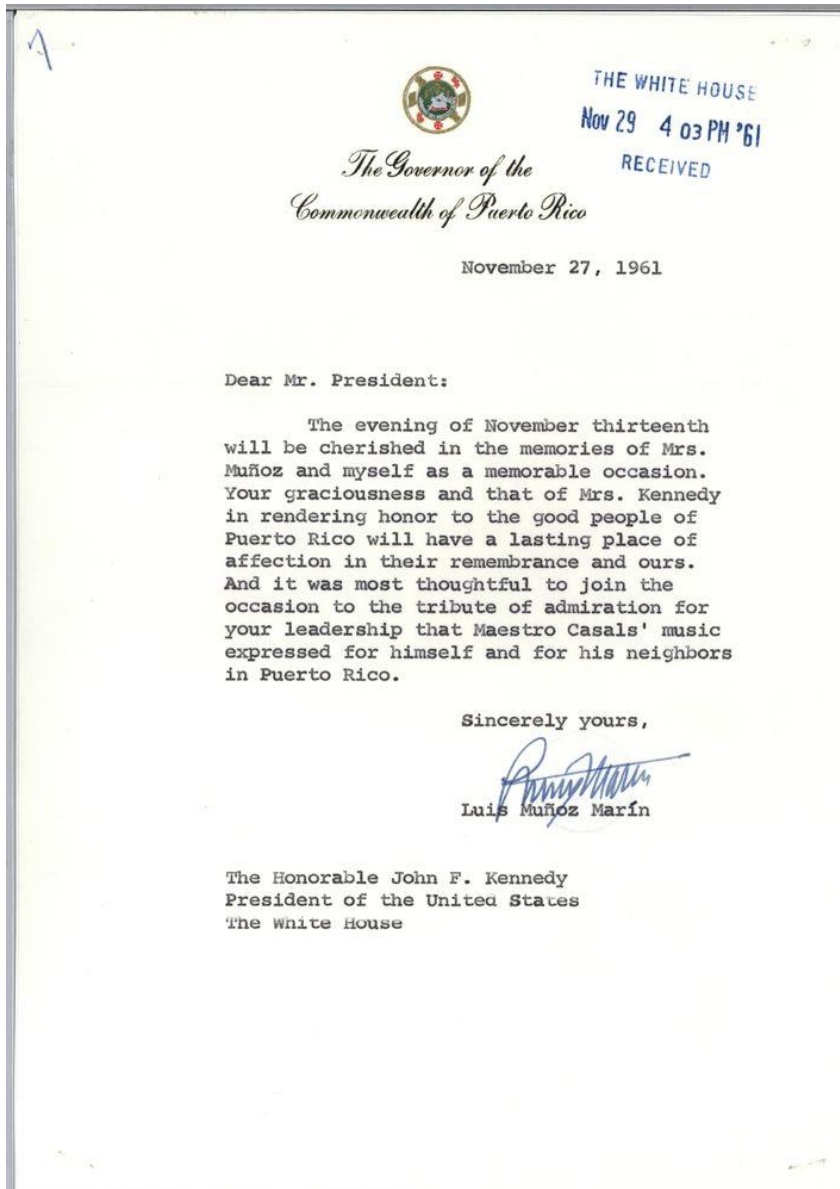 THE WHITE HOUSE
Nov 29 4 03 PM '61
RECEIVED
The Governor of the
Commonwealth of Puerto Rico
November 27, 1961
Dear Mr. President:
The evening of November thirteenth
will be cherished in the memories of Mrs.
Muñoz and myself as a memorable occasion.
Your graciousness and that of Mrs. Kennedy
in rendering honor to the good people of
Puerto Rico will have a lasting place of
affection in their remembrance and ours.
And it was most thoughtful to join the
occasion to the tribute of admiration for
your leadership that Maestro Casals' music
expressed for himself and for his neighbors
in Puerto Rico.
Sincerely yours,
Luis Muñoz Marín
The Honorable John F. Kennedy
President of the United States
The White House